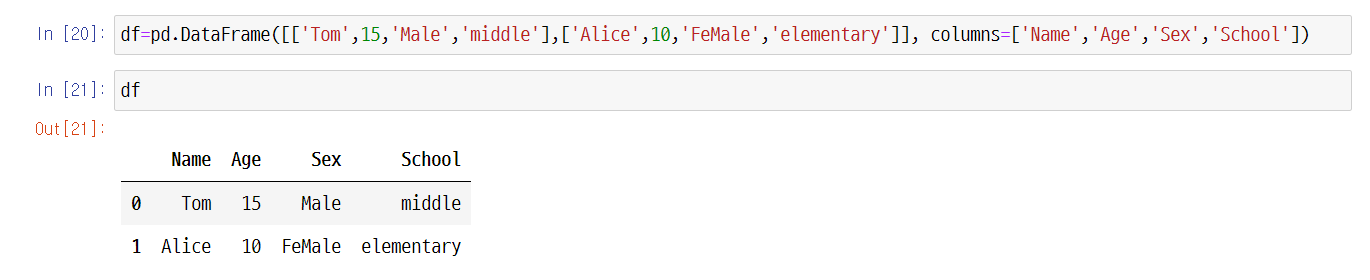 In [20]: df=pd.DataFrame([['Tom',15,'Male','middle'],['Alice',10,'FeMale','elementary']], columns=['Name','Age','Sex','School'])
In [21]: df
Out[21]:
Name Age Sex School
0 Tom 15 Male middle
1 Alice 10 FeMale elementary